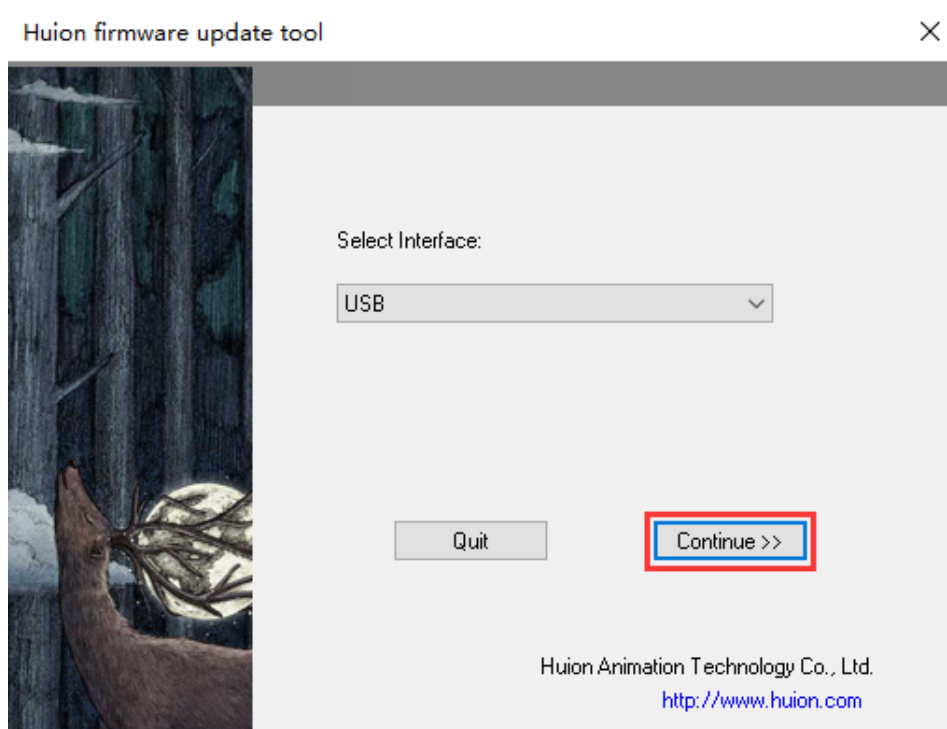 Huion firmware update tool
Select Interface:
USB
Quit
Continue >>
Huion Animation Technology Co., Ltd.
http://www.huion.com